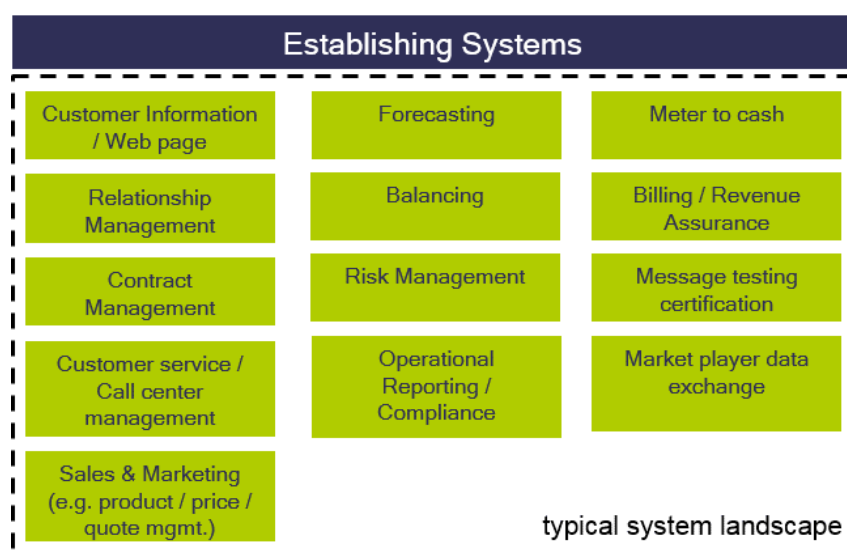 Establishing Systems
Customer Information
/ Web page
Relationship
Management
Contract
Management
Customer service /
Call center
management
Sales & Marketing
(e.g. product / price /
quote mgmt.)
Forecasting
Balancing
Risk Management
Operational
Reporting /
Compliance
Meter to cash
Billing / Revenue
Assurance
Message testing
certification
Market player data
exchange
typical system landscape